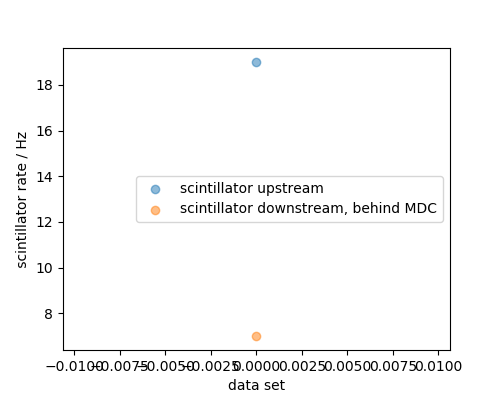 18
16
14
12
10
8
scintillator rate / Hz
scintillator upstream
scintillator downstream, behind MDC
−0.0100 −0.0075 −0.0050 −0.0025 0.0000 0.0025 0.0050 0.0075 0.0100
data set